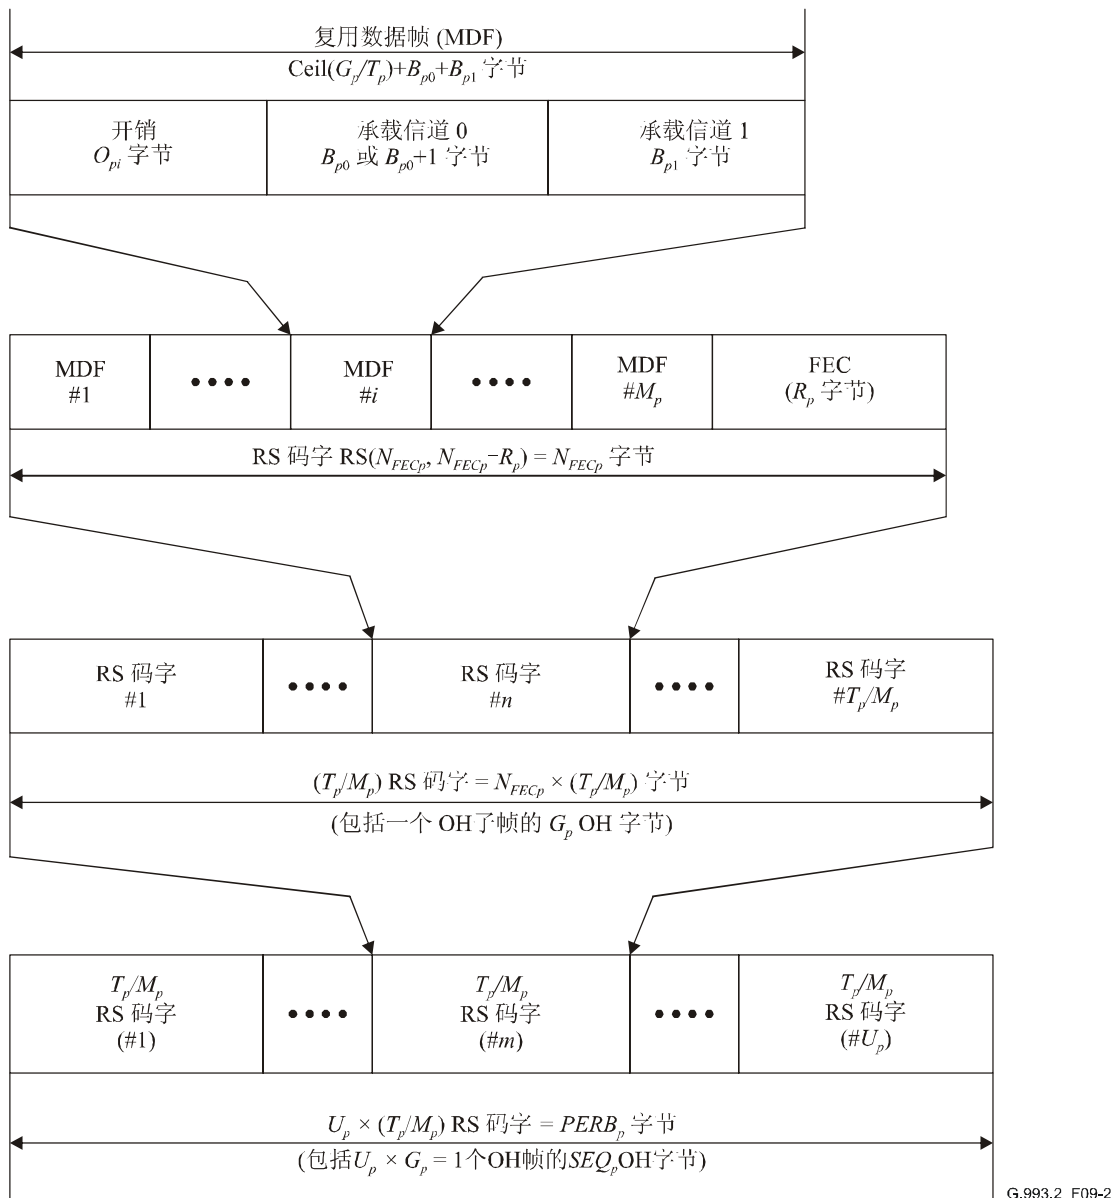 复用数据帧 (MDF)
Ceil(Gp/Tp)+Bp0+Bp1 字节
开销
Opi 字节
承载信道 0
Bp0 或 Bp0+1 字节
承载信道 1
Bp1 字节
MDF
#1
••••
MDF
#i
••••
MDF
#Mp
FEC
(Rp 字节)
RS 码字 RS(NFECp, NFECp−Rp) = NFECp 字节
RS 码字
#1
••••
RS 码字
#n
••••
RS 码字
#Tp/Mp
(Tp/Mp) RS 码字 = NFECp × (Tp/Mp) 字节
(包括一个 OH了帧的 Gp OH 字节)
Tp/Mp
RS 码字
(#1)
••••
Tp/Mp
RS 码字
(#m)
••••
Tp/Mp
RS 码字
(#Up)
Up × (Tp/Mp) RS 码字 = PERBp 字节
(包括Up × Gp = 1个OH帧的SEQpOH字节)
G.993.2_F09-2